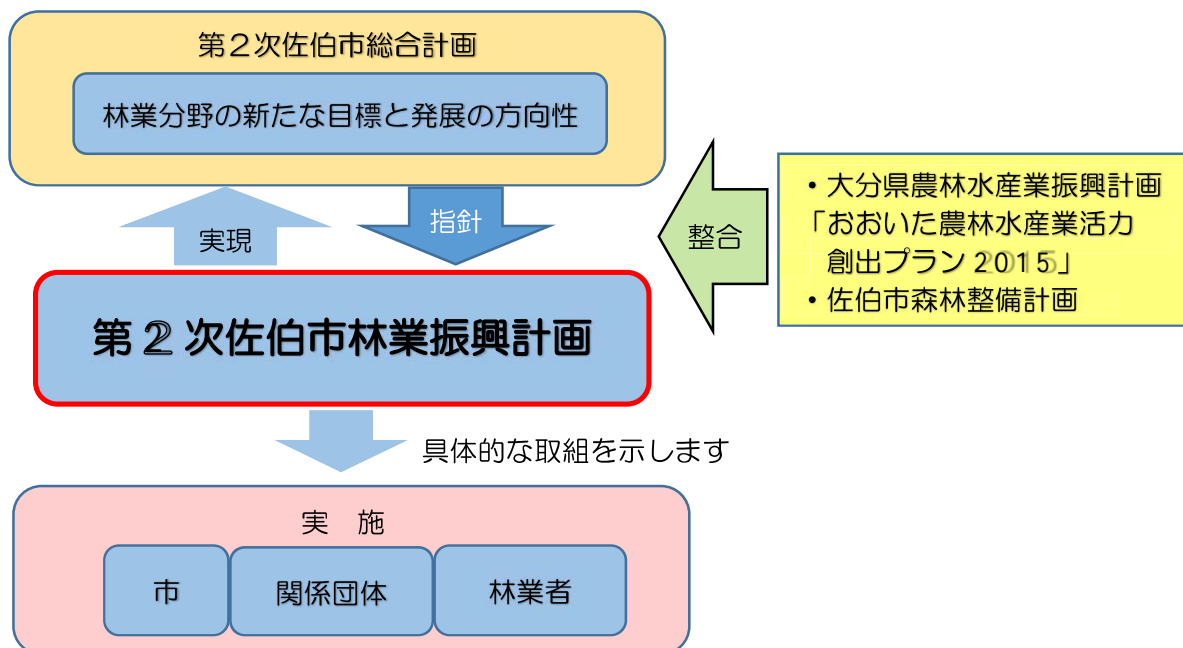 第２次佐伯市総合計画
林業分野の新たな目標と発展の方向性
実現
指針
整合
・大分県農林水産業振興計画
「おおいた農林水産業活力
創出プラン２０１５」
・佐伯市森林整備計画
第２次佐伯市林業振興計画
具体的な取組を示します
実　施
市
関係団体
林業者